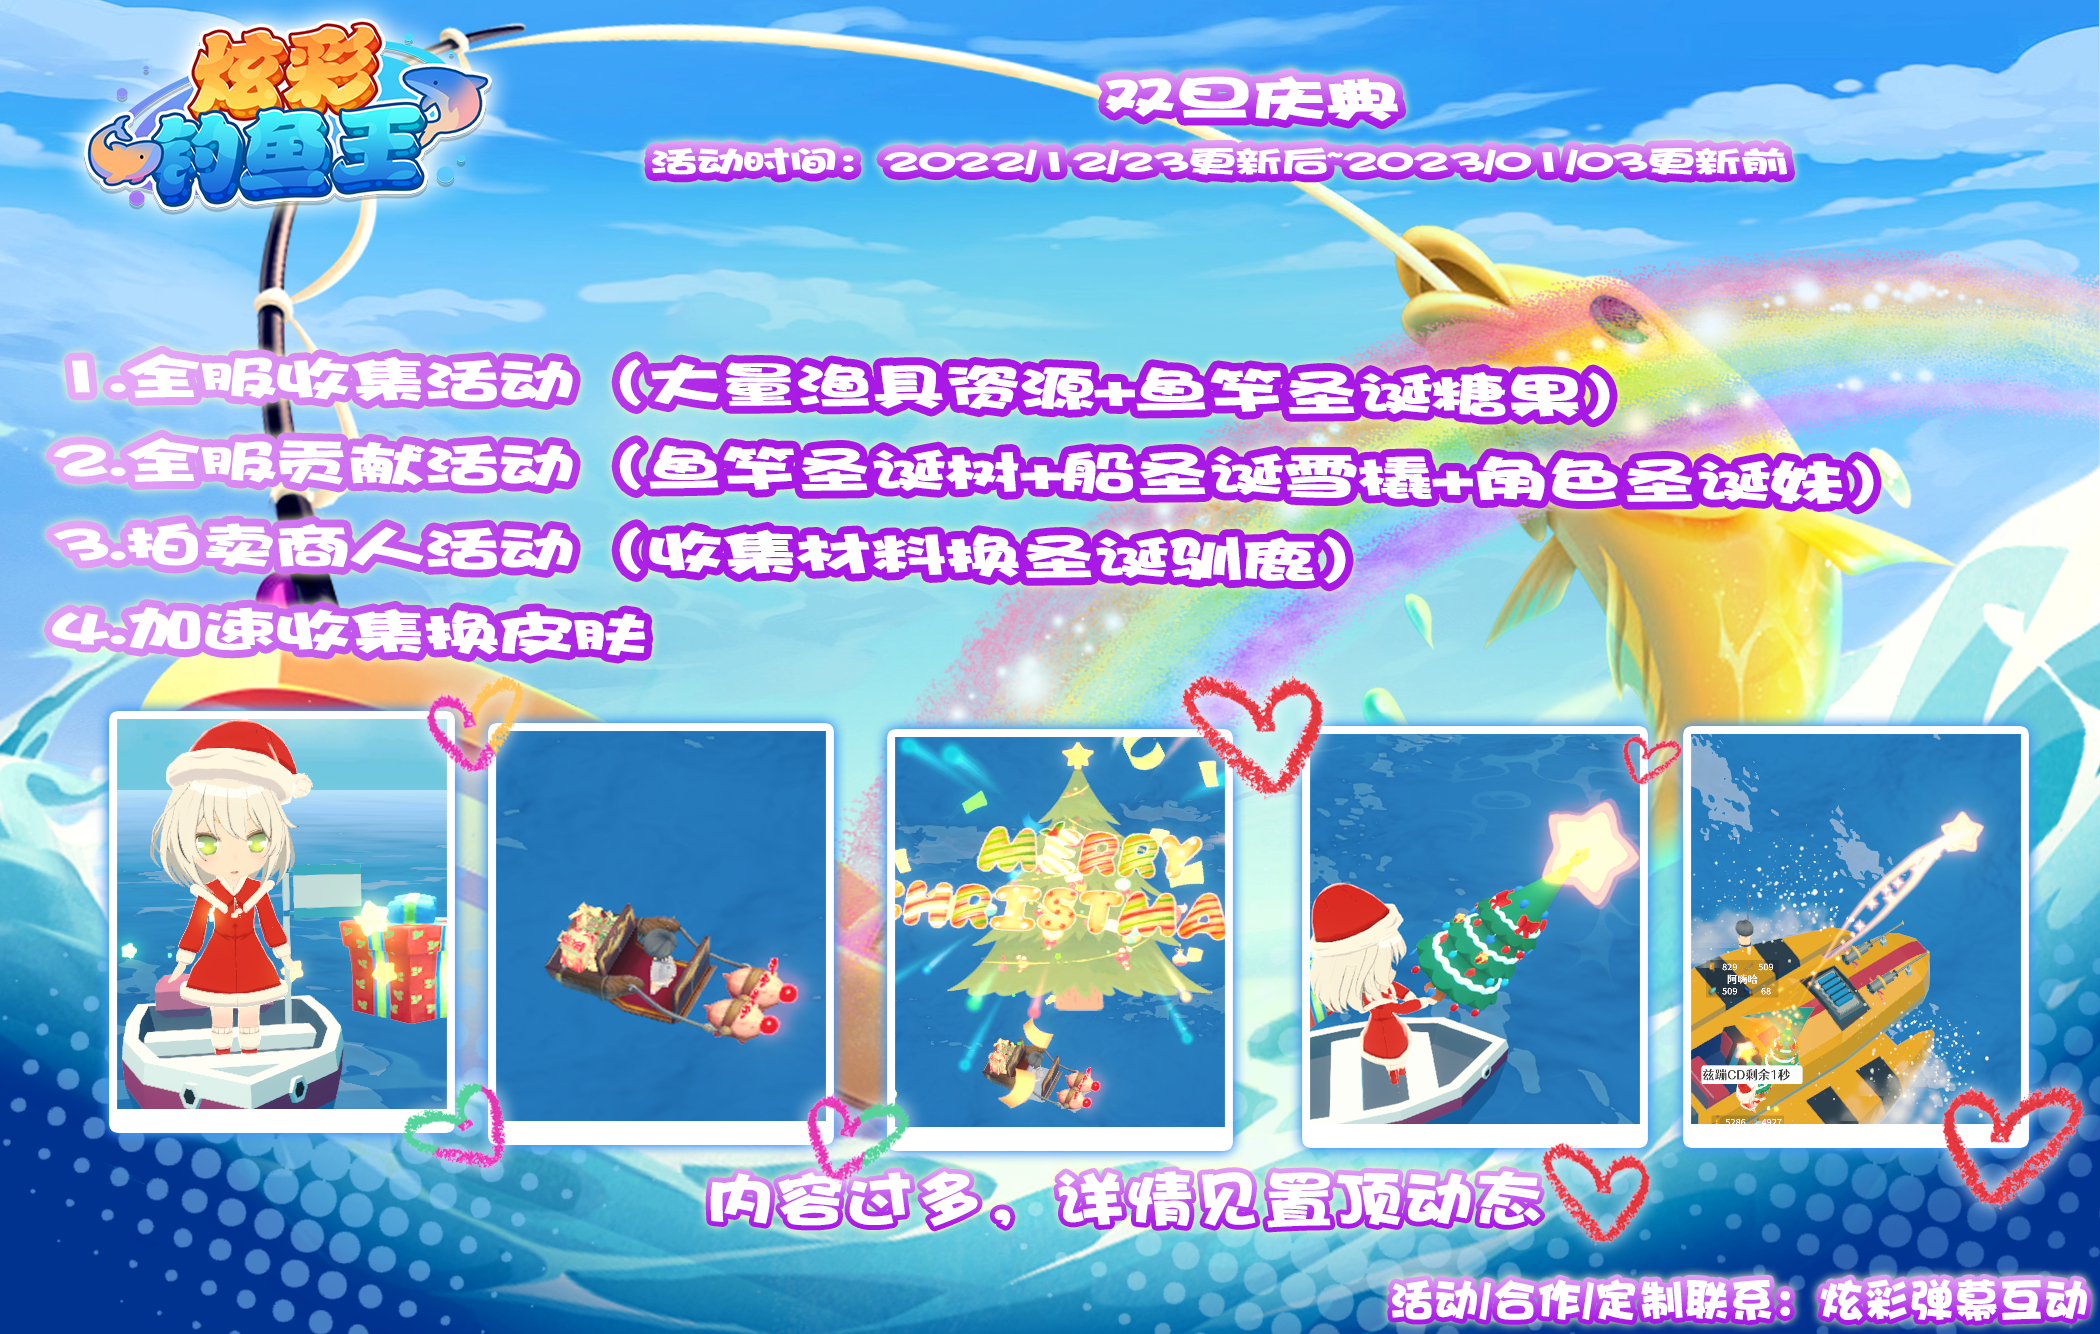 炫彩
钓鱼王
双旦庆典
活动时间：2022/12/23更新后~2023/01/03更新前
1.全服收集活动（大量渔具资源+鱼竿圣诞糖果）
2.全服贡献活动（鱼竿圣诞树+船圣诞雪橇+角色圣诞妹）
3.拍卖商人活动（收集材料换圣诞驯鹿）
4.加速收集换皮肤
MERRY
CHRISTMA
829 509
阿嗨哈
509 68
兹蹦CD剩余1秒
5286 4927
内容过多，详情见置顶动态
活动/合作/定制联系：炫彩弹幕互动